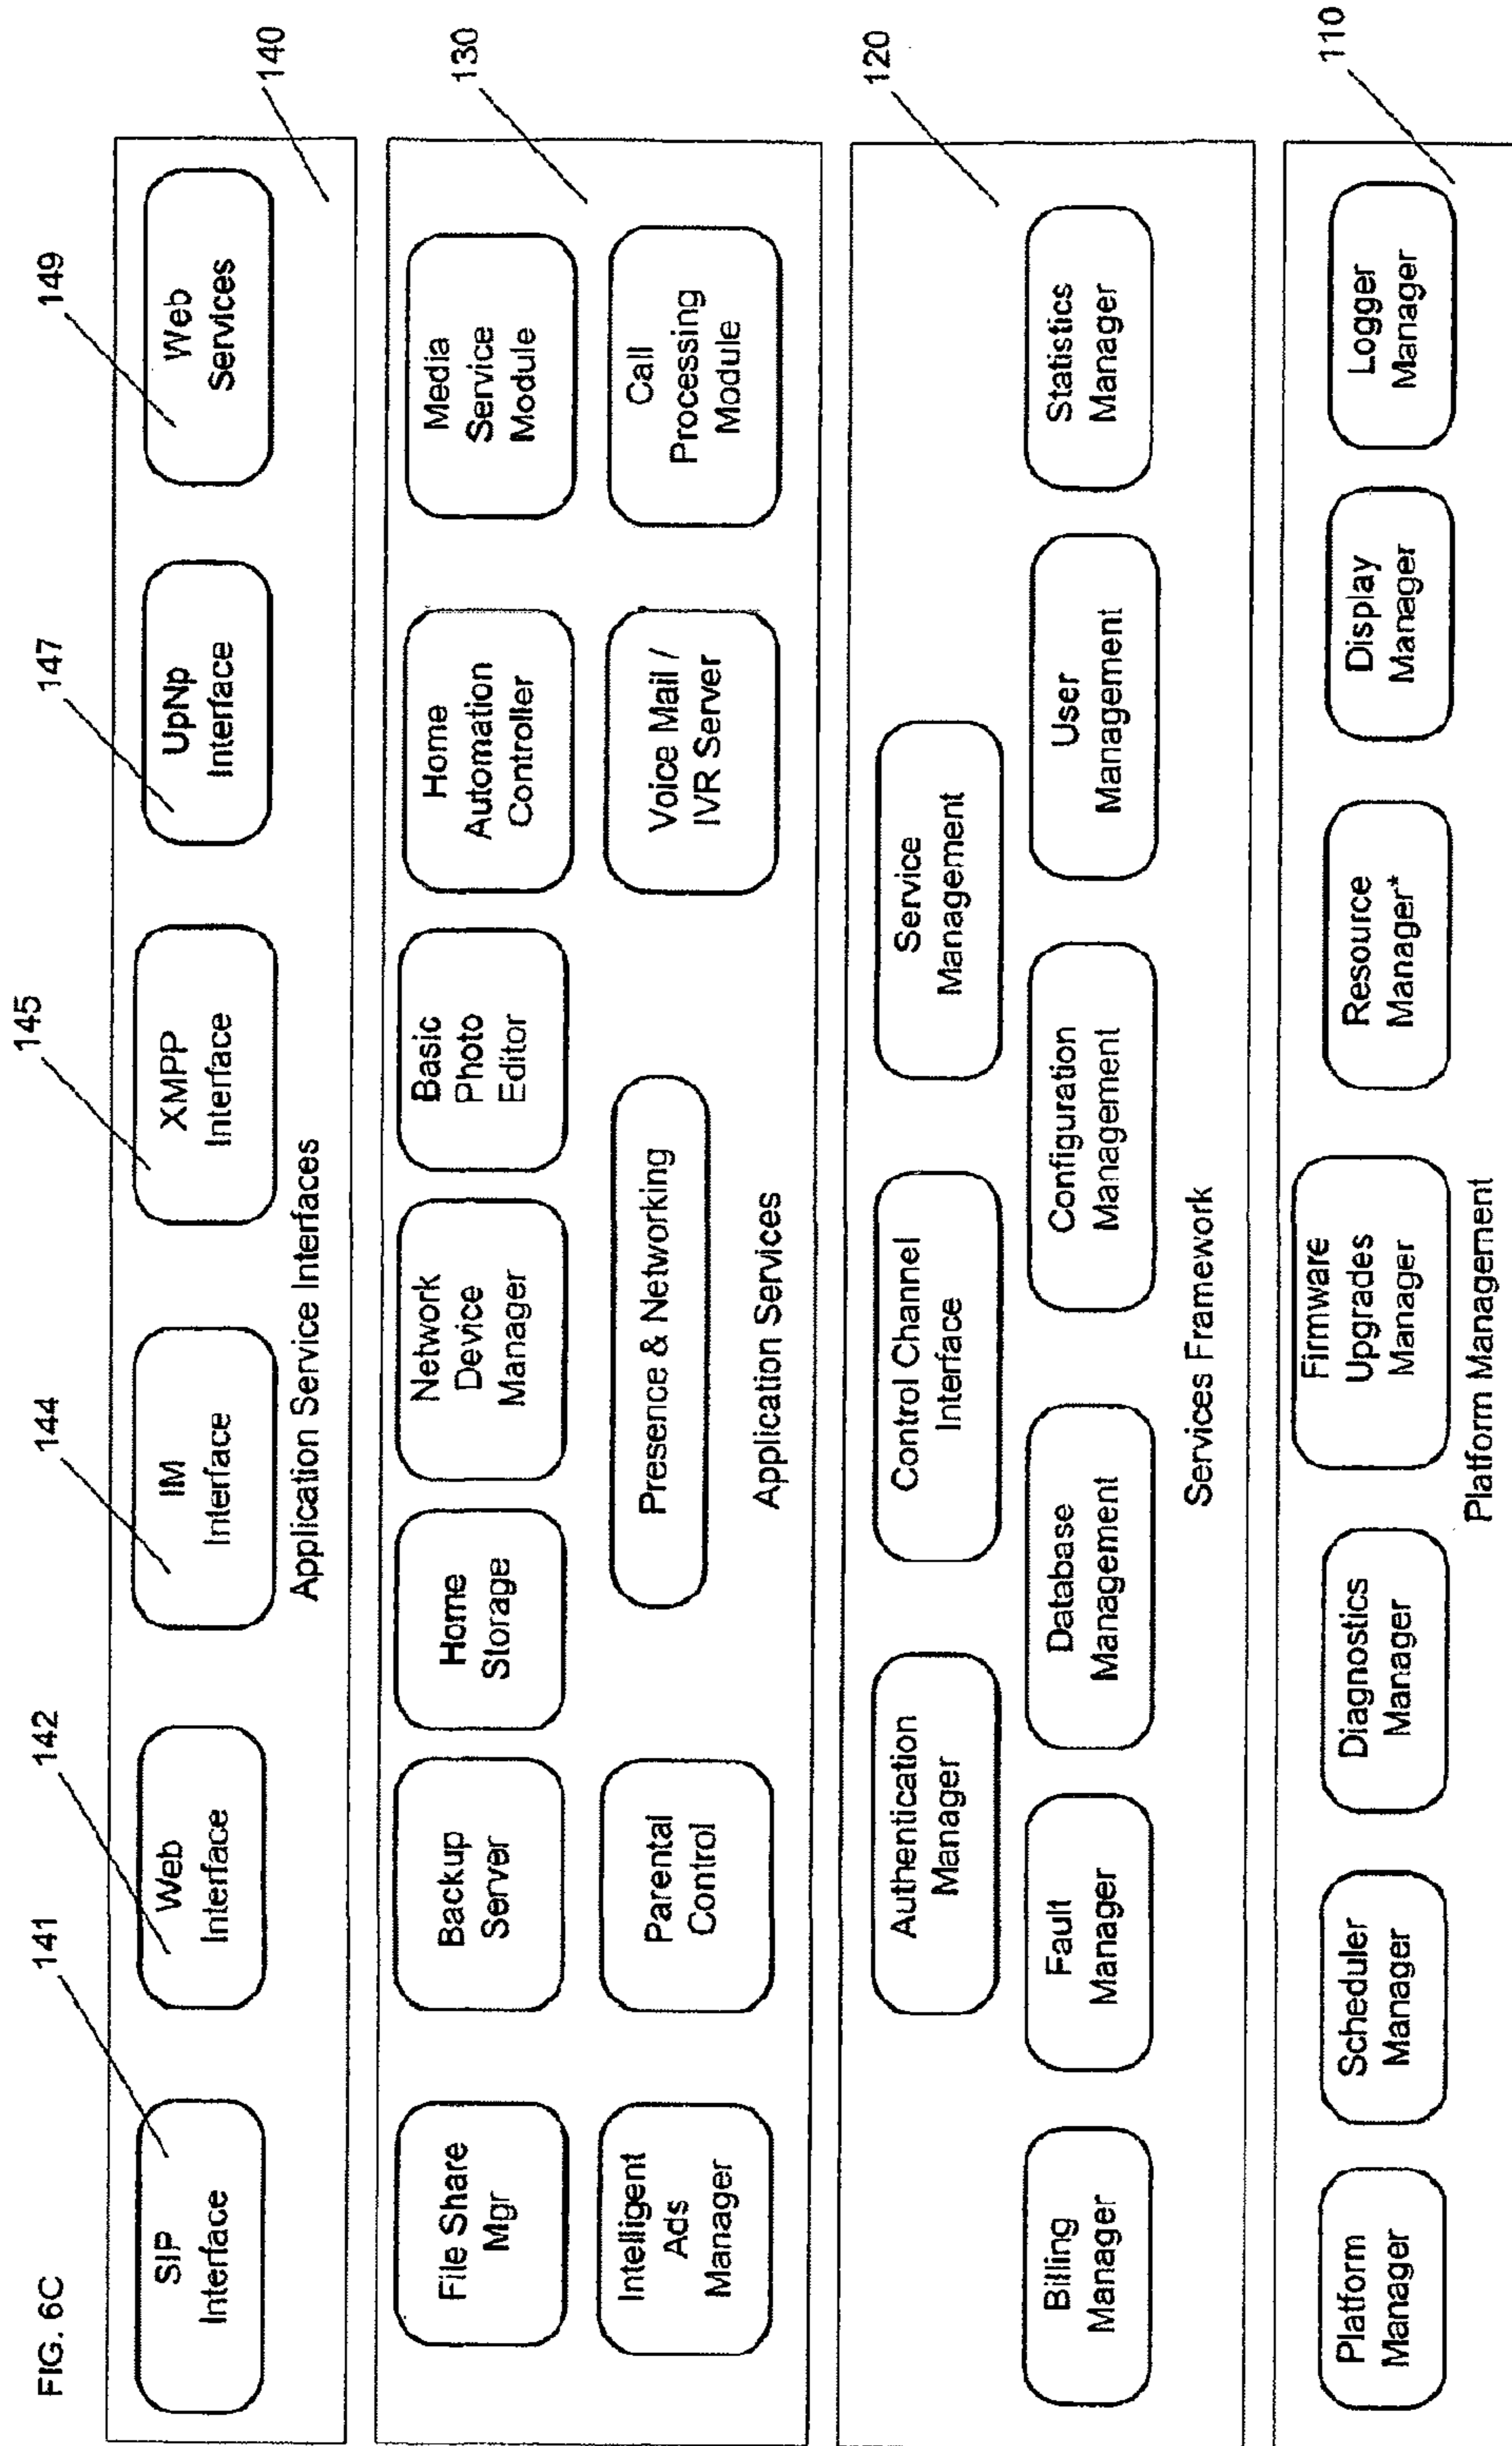 FIG. 6C
141
142
144
145
147
149
140
SIP
Interface
Web
Interface
IM
Interface
XMPP
Interface
UpNp
Interface
Web
Services
Application Service Interfaces
130
File Share
Mgr
Backup
Server
Home
Storage
Network
Device
Manager
Basic
Photo
Editor
Home
Automation
Controller
Media
Service
Module
Intelligent
Ads
Manager
Parental
Control
Presence & Networking
Voice Mail /
IVR Server
Call
Processing
Module
Application Services
120
Authentication
Manager
Control Channel
Interface
Service
Management
Billing
Manager
Fault
Manager
Database
Management
Configuration
Management
User
Management
Statistics
Manager
Services Framework
110
Platform
Manager
Scheduler
Manager
Diagnostics
Manager
Firmware
Upgrades
Manager
Resource
Manager*
Display
Manager
Logger
Manager
Platform Management